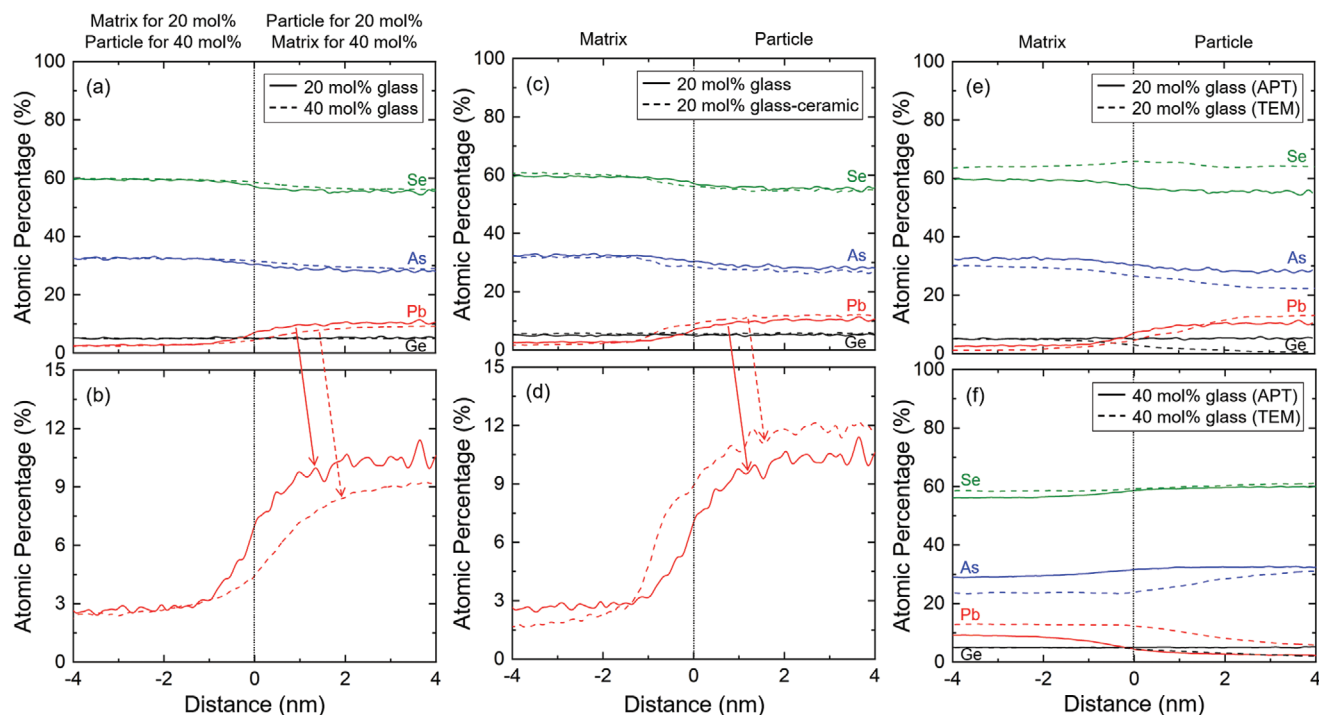 Matrix for 20 mol% Particle for 20 mol%
Particle for 40 mol% Matrix for 40 mol%
Atomic Percentage (%)
100
80
60
40
20
0
(a)
20 mol% glass
40 mol% glass
Se
As
Pb
Ge
Atomic Percentage (%)
15
12
9
6
3
0
(b)
-4 -2 0 2 4
Distance (nm)
Matrix Particle
Atomic Percentage (%)
100
80
60
40
20
0
(c)
20 mol% glass
20 mol% glass-ceramic
Se
As
Pb
Ge
Atomic Percentage (%)
15
12
9
6
3
0
(d)
-4 -2 0 2 4
Distance (nm)
Matrix Particle
Atomic Percentage (%)
100
80
60
40
20
0
(e)
20 mol% glass (APT)
20 mol% glass (TEM)
Se
As
Pb
Ge
Atomic Percentage (%)
100
80
60
40
20
0
(f)
40 mol% glass (APT)
40 mol% glass (TEM)
Se
As
Pb
Ge
-4 -2 0 2 4
Distance (nm)